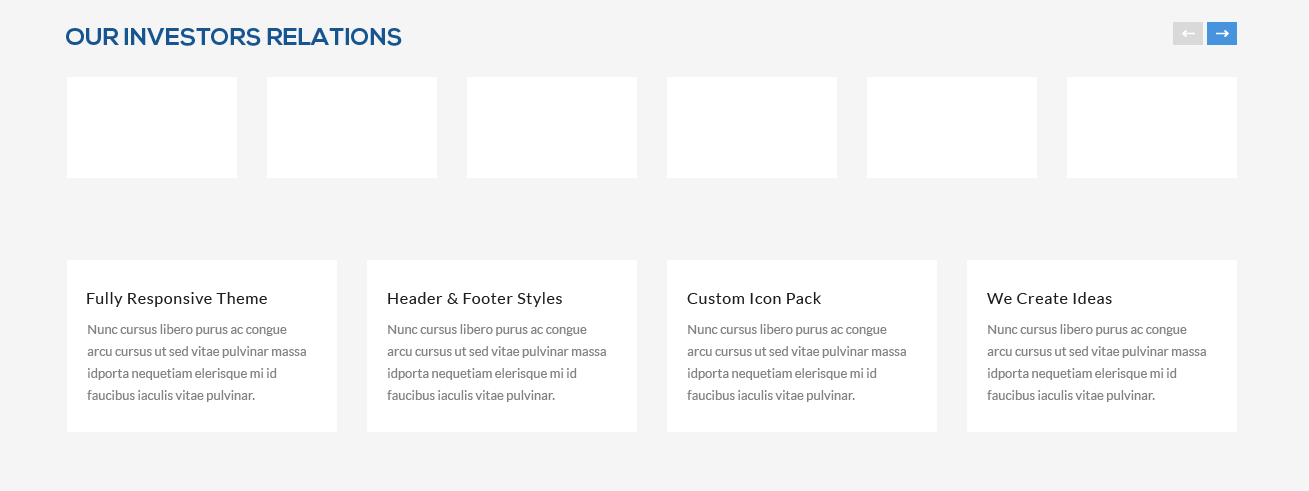 OUR INVESTORS RELATIONS
Fully Responsive Theme
Nunc cursus libero purus ac congue
arcu cursus ut sed vitae pulvinar massa
idporta nequetiam elerisque mi id
faucibus iaculis vitae pulvinar.
Header & Footer Styles
Nunc cursus libero purus ac congue
arcu cursus ut sed vitae pulvinar massa
idporta nequetiam elerisque mi id
faucibus iaculis vitae pulvinar.
Custom Icon Pack
Nunc cursus libero purus ac congue
arcu cursus ut sed vitae pulvinar massa
idporta nequetiam elerisque mi id
faucibus iaculis vitae pulvinar.
We Create Ideas
Nunc cursus libero purus ac congue
arcu cursus ut sed vitae pulvinar massa
idporta nequetiam elerisque mi id
faucibus iaculis vitae pulvinar.